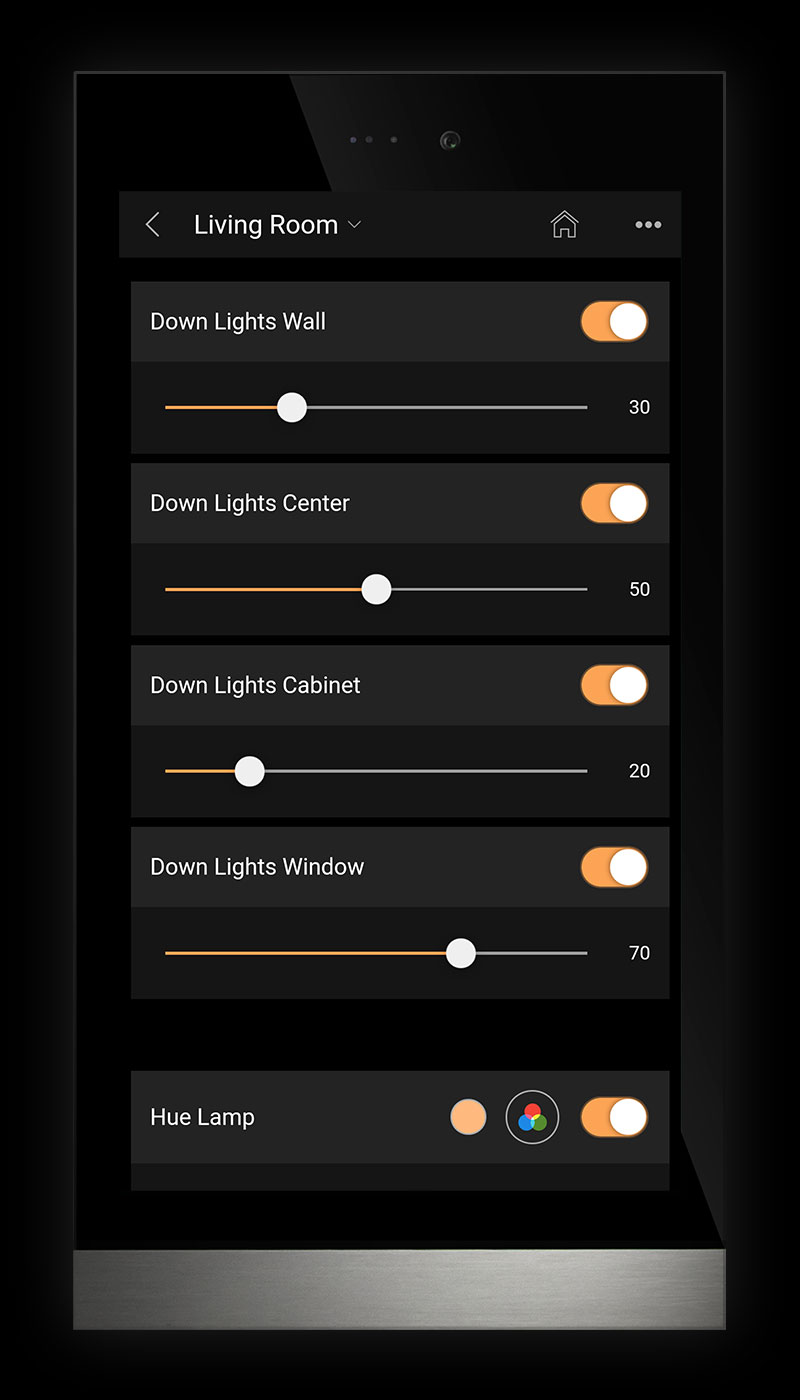 Living Room
Down Lights Wall
30
Down Lights Center
50
Down Lights Cabinet
20
Down Lights Window
70
Hue Lamp